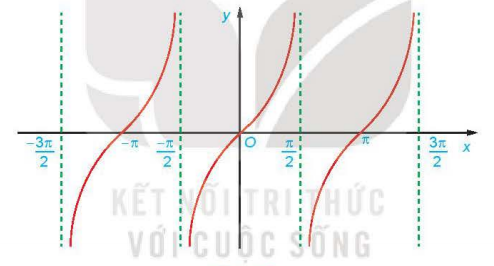 y
-3π/2 -π -π/2 O π/2 π 3π/2 x
KẾT NỐI TRI THỨC
VỚI CUỘC SỐNG